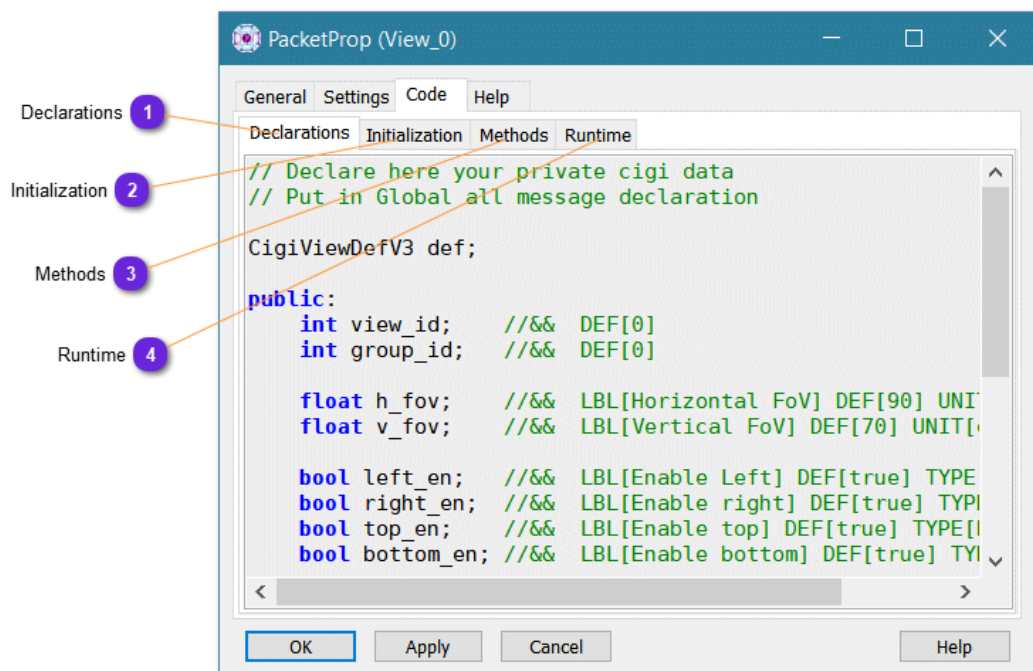 PacketProp (View_0)
General Settings Code Help
Declarations 1
Declarations Initialization Methods Runtime
// Declare here your private cigi data
Initialization 2
// Put in Global all message declaration
CigiViewDefV3 def;
Methods 3
public:
int view_id; //&& DEF[0]
Runtime 4
int group_id; //&& DEF[0]
float h_fov; //&& LBL[Horizontal FoV] DEF[90] UNI
float v_fov; //&& LBL[Vertical FoV] DEF[70] UNIT[
bool left_en; //&& LBL[Enable Left] DEF[true] TYPE
bool right_en; //&& LBL[Enable right] DEF[true] TYP
bool top_en; //&& LBL[Enable top] DEF[true] TYPE[
bool bottom_en; //&& LBL[Enable bottom] DEF[true] TY
OK Apply Cancel Help